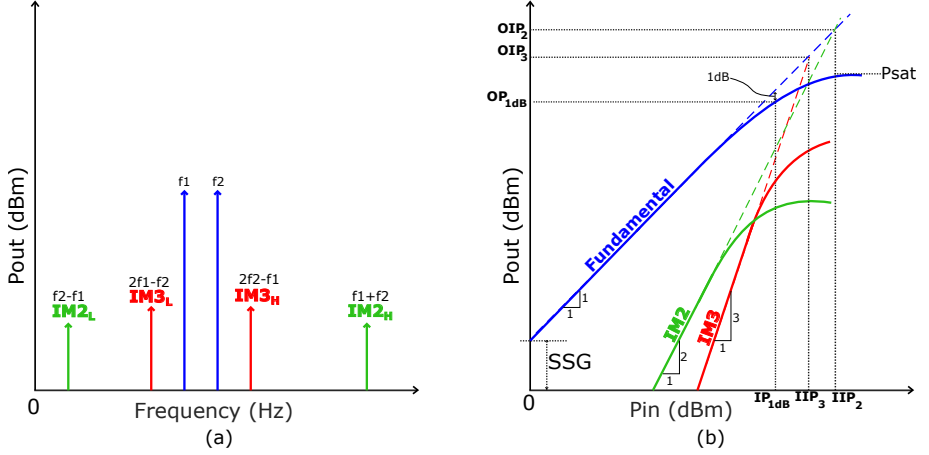 Pout (dBm)
f1
f2
2f1-f2
IM3L
2f2-f1
IM3H
f2-f1
IM2L
f1+f2
IM2H
0
Frequency (Hz)
(a)
Pout (dBm)
OIP2
OIP3
OP1dB
1dB
Psat
Fundamental
1
1
IM2
2
1
IM3
3
1
SSG
0
Pin (dBm)
IP1dB
IIP3
IIP2
(b)